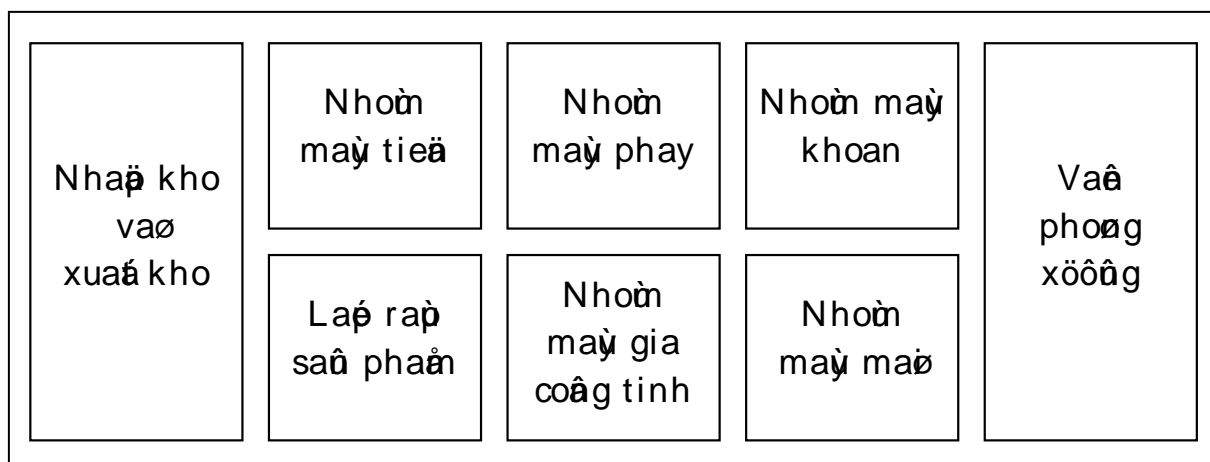 Nhaäp kho
vaø
xuaát kho
Nhoùm
maùy tieän
Nhoùm
maùy phay
Nhoùm maùy
khoan
Laép raùp
saûn phaåm
Nhoùm
maùy gia
coâng tinh
Nhoùm
maùy maøi
Vaên
phoøng
xöôûng